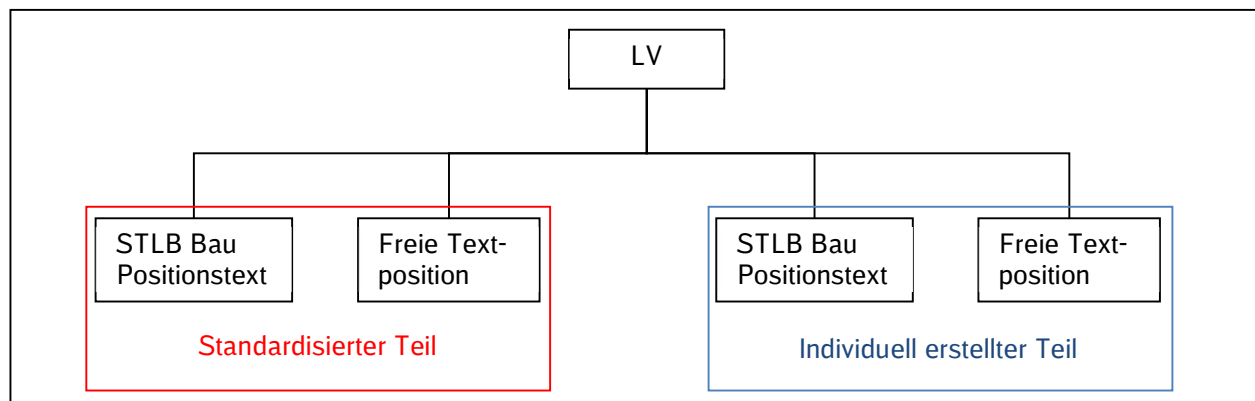 LV
STLB Bau
Positionstext
Freie Text-
position
STLB Bau
Positionstext
Freie Text-
position
Standardisierter Teil
Individuell erstellter Teil